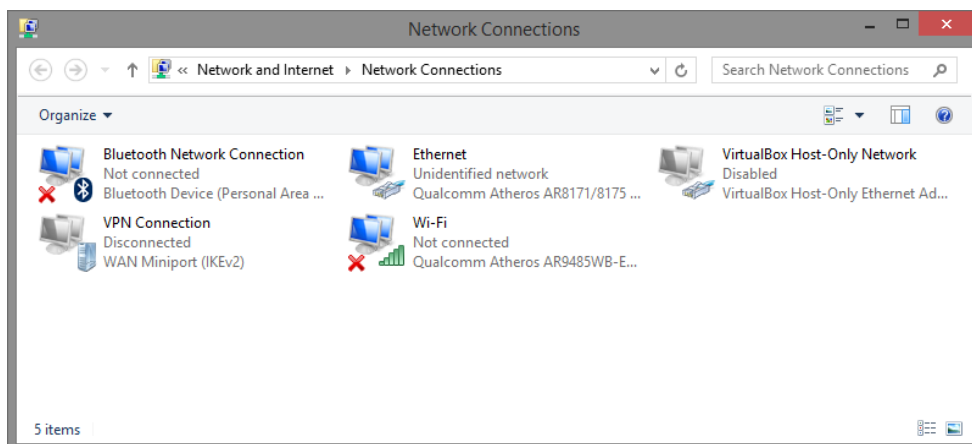 Network Connections
« Network and Internet Network Connections
Search Network Connections
Organize
Bluetooth Network Connection
Not connected
Bluetooth Device (Personal Area ...
Ethernet
Unidentified network
Qualcomm Atheros AR8171/8175 ...
VirtualBox Host-Only Network
Disabled
VirtualBox Host-Only Ethernet Ad...
VPN Connection
Disconnected
WAN Miniport (IKEv2)
Wi-Fi
Not connected
Qualcomm Atheros AR9485WB-E...
5 items